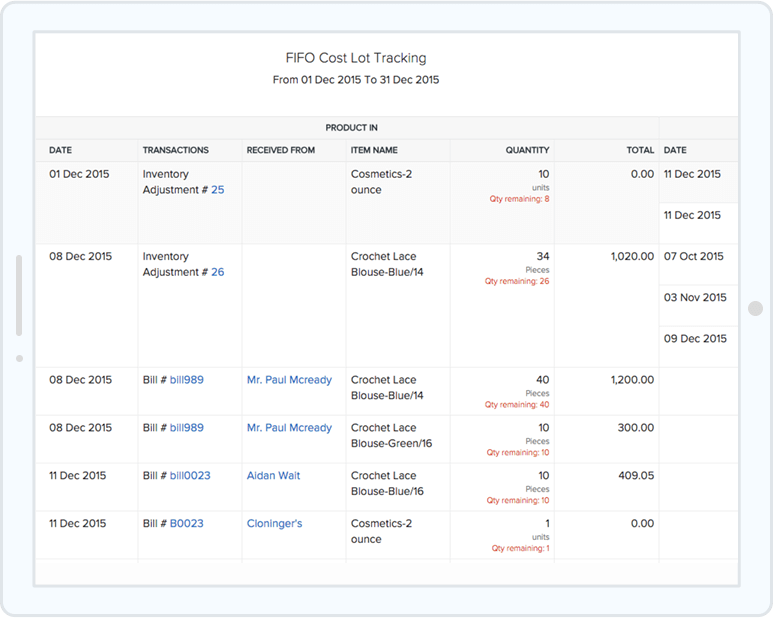 FIFO Cost Lot Tracking
From 01 Dec 2015 To 31 Dec 2015
PRODUCT IN
DATE TRANSACTIONS RECEIVED FROM ITEM NAME QUANTITY TOTAL DATE
01 Dec 2015 Inventory Cosmetics-2 10 0.00 11 Dec 2015
Adjustment # 25 ounce units
Qty remaining: 8
11 Dec 2015
08 Dec 2015 Inventory Crochet Lace 34 1,020.00 07 Oct 2015
Adjustment # 26 Blouse-Blue/14 Pieces
Qty remaining: 26
03 Nov 2015
09 Dec 2015
08 Dec 2015 Bill # bill989 Mr. Paul Mcready Crochet Lace 40 1,200.00
Blouse-Blue/14 Pieces
Qty remaining: 40
08 Dec 2015 Bill # bill989 Mr. Paul Mcready Crochet Lace 10 300.00
Blouse-Green/16 Pieces
Qty remaining: 10
11 Dec 2015 Bill # bill0023 Aidan Wait Crochet Lace 10 409.05
Blouse-Blue/16 Pieces
Qty remaining: 10
11 Dec 2015 Bill # B0023 Cloninger's Cosmetics-2 1 0.00
ounce units
Qty remaining: 1